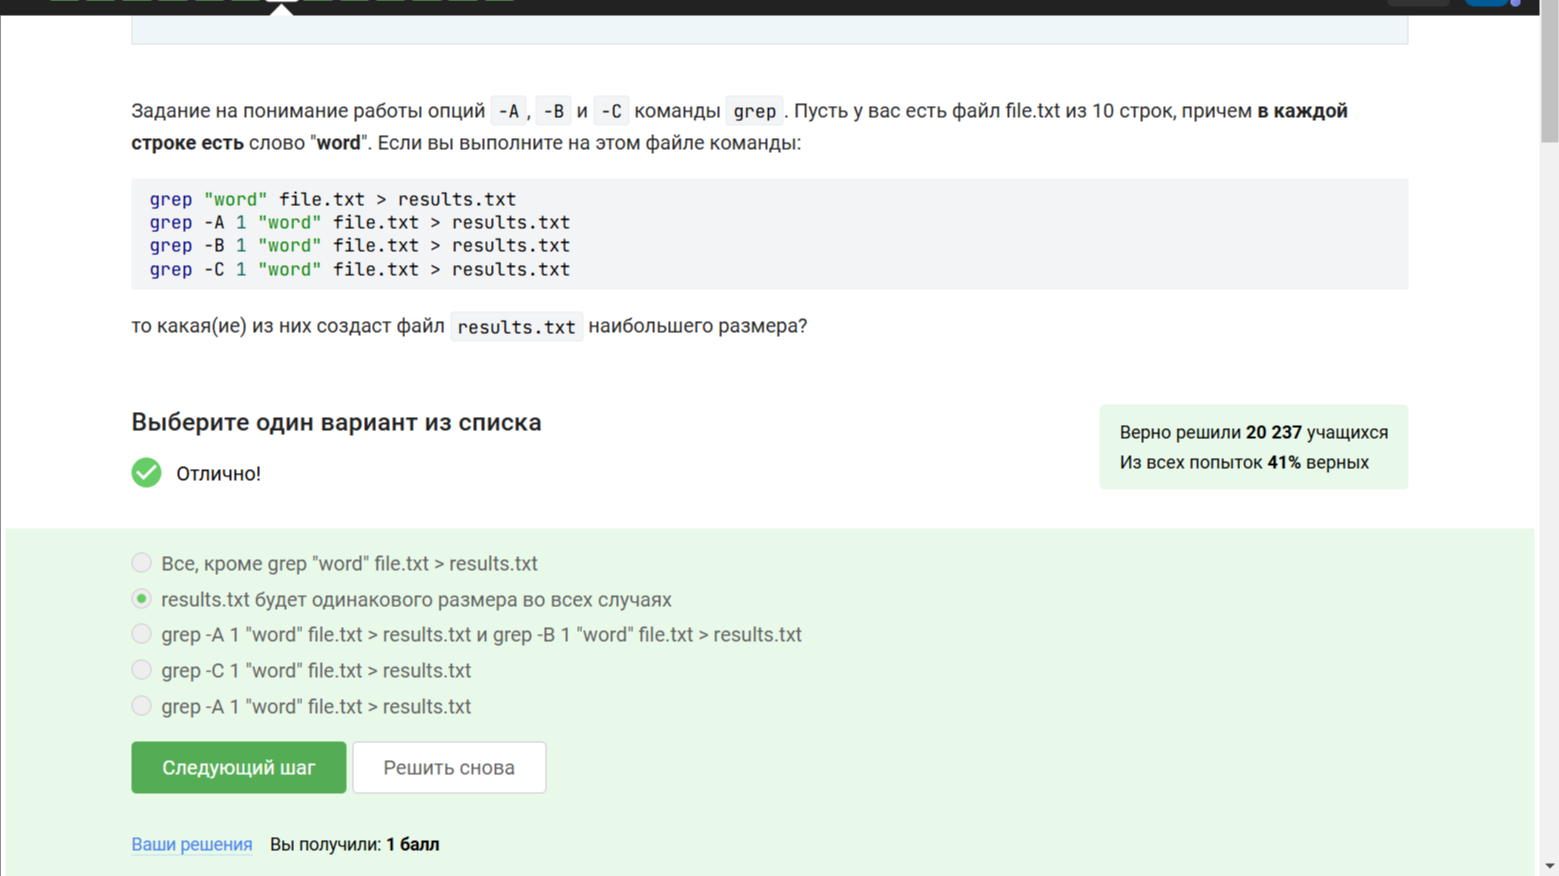 Задание на понимание работы опций -A, -B и -C команды grep. Пусть у вас есть файл file.txt из 10 строк, причем в каждой
строке есть слово "word". Если вы выполните на этом файле команды:
grep "word" file.txt > results.txt
grep -A 1 "word" file.txt > results.txt
grep -B 1 "word" file.txt > results.txt
grep -C 1 "word" file.txt > results.txt
то какая(ие) из них создаст файл results.txt наибольшего размера?
Выберите один вариант из списка
Отлично!
Верно решили 20 237 учащихся
Из всех попыток 41% верных
Все, кроме grep "word" file.txt > results.txt
results.txt будет одинакового размера во всех случаях
grep -A 1 "word" file.txt > results.txt и grep -B 1 "word" file.txt > results.txt
grep -C 1 "word" file.txt > results.txt
grep -A 1 "word" file.txt > results.txt
Следующий шаг
Решить снова
Ваши решения Вы получили: 1 балл